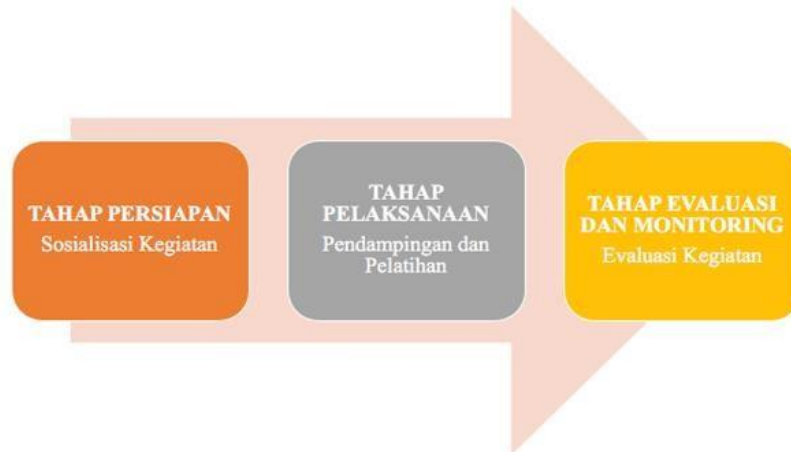 TAHAP PERSIAPAN
Sosialisasi Kegiatan
TAHAP
PELAKSANAAN
Pendampingan dan
Pelatihan
TAHAP EVALUASI
DAN MONITORING
Evaluasi Kegiatan